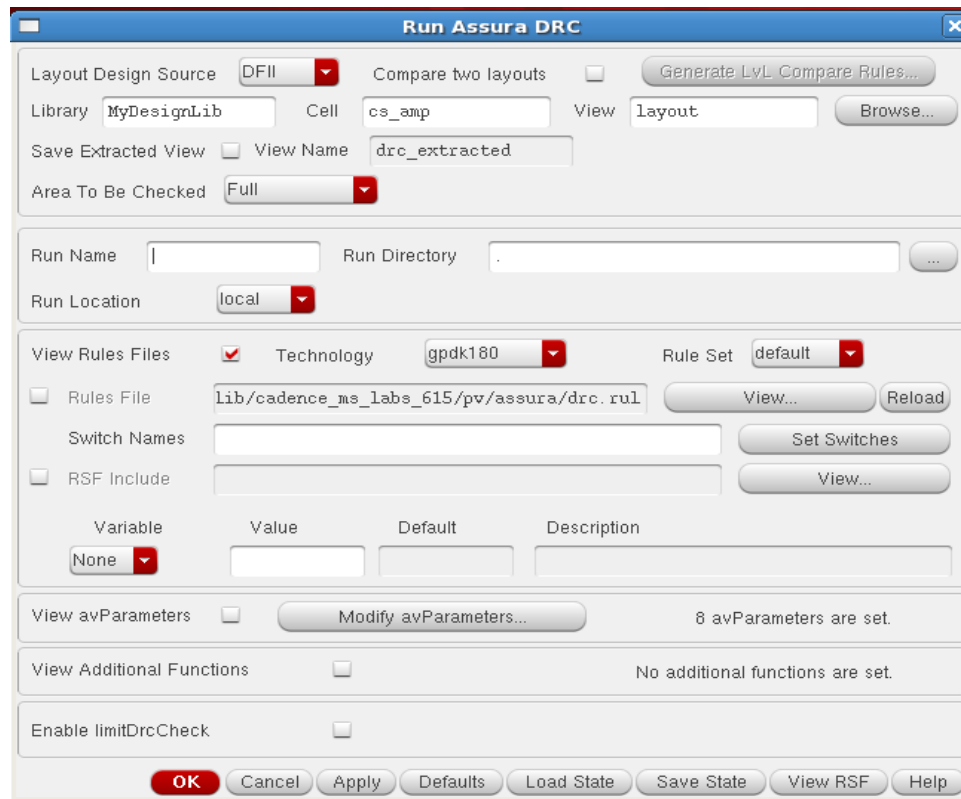 Run Assura DRC
Layout Design Source DFII Compare two layouts Generate LvL Compare Rules...
Library MyDesignLib Cell cs_amp View layout Browse...
Save Extracted View View Name drc_extracted
Area To Be Checked Full
Run Name Run Directory . ...
Run Location local
View Rules Files Technology gpdk180 Rule Set default
Rules File lib/cadence_ms_labs_615/pv/assura/drc.rul View... Reload
Switch Names Set Switches
RSF Include View...
Variable Value Default Description
None
View avParameters Modify avParameters... 8 avParameters are set.
View Additional Functions No additional functions are set.
Enable limitDrcCheck
OK Cancel Apply Defaults Load State Save State View RSF Help